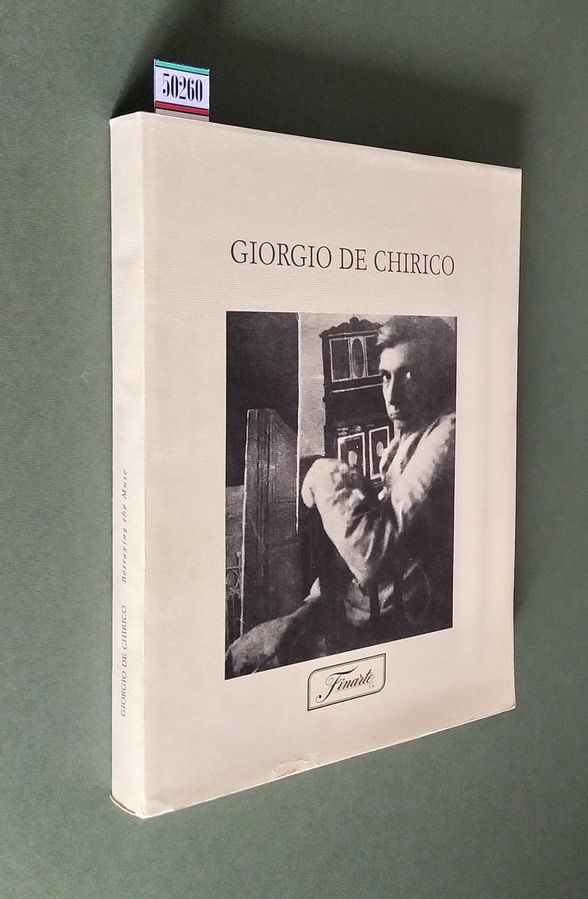 50260
GIORGIO DE CHIRICO
Finarte
S.A.
GIORGIO DE CHIRICO Betraying the Muse